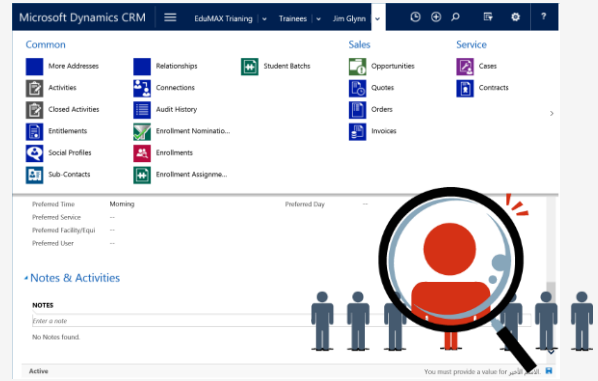 Microsoft Dynamics CRM EduMAX Trianing Trainees Jim Glynn ?
Common Sales Service
More Addresses Relationships Student Batchs Opportunities Cases
Activities Connections Quotes Contracts
Closed Activities Audit History Orders
Entitlements Enrollment Nominatio... Invoices
Social Profiles Enrollments
Sub-Contacts Enrollment Assignme...
Preferred Time Morning Preferred Day --
Preferred Service --
Preferred Facility/Equi --
Preferred User --
Notes & Activities
NOTES
Enter a note
No Notes found.
Active You must provide a value for الاسم الأخير.